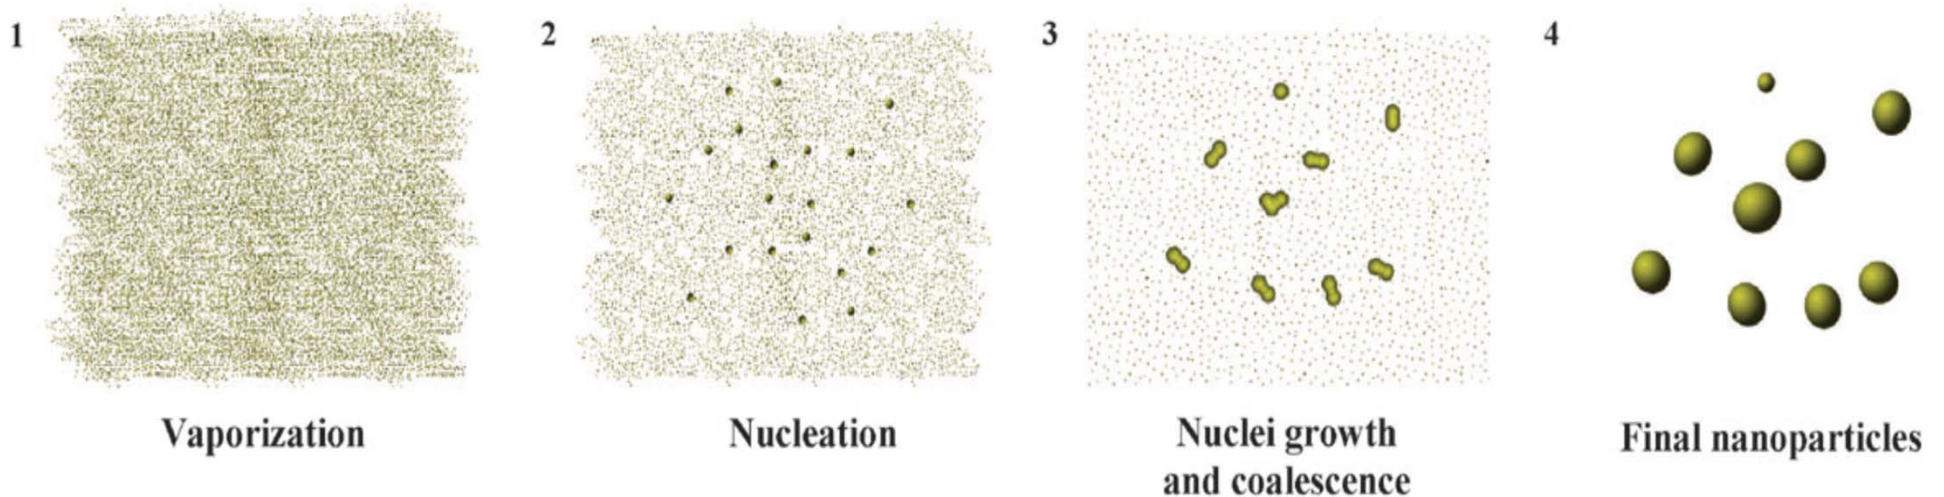 1
2
3
4
Vaporization
Nucleation
Nuclei growth
and coalescence
Final nanoparticles